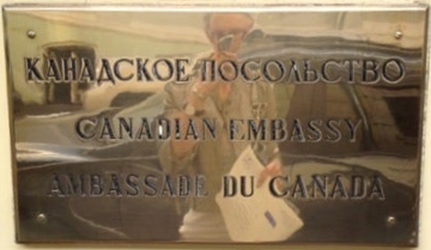 КАНАДСКОЕ ПОСОЛЬСТВО
CANADIAN EMBASSY
AMBASSADE DU CANADA